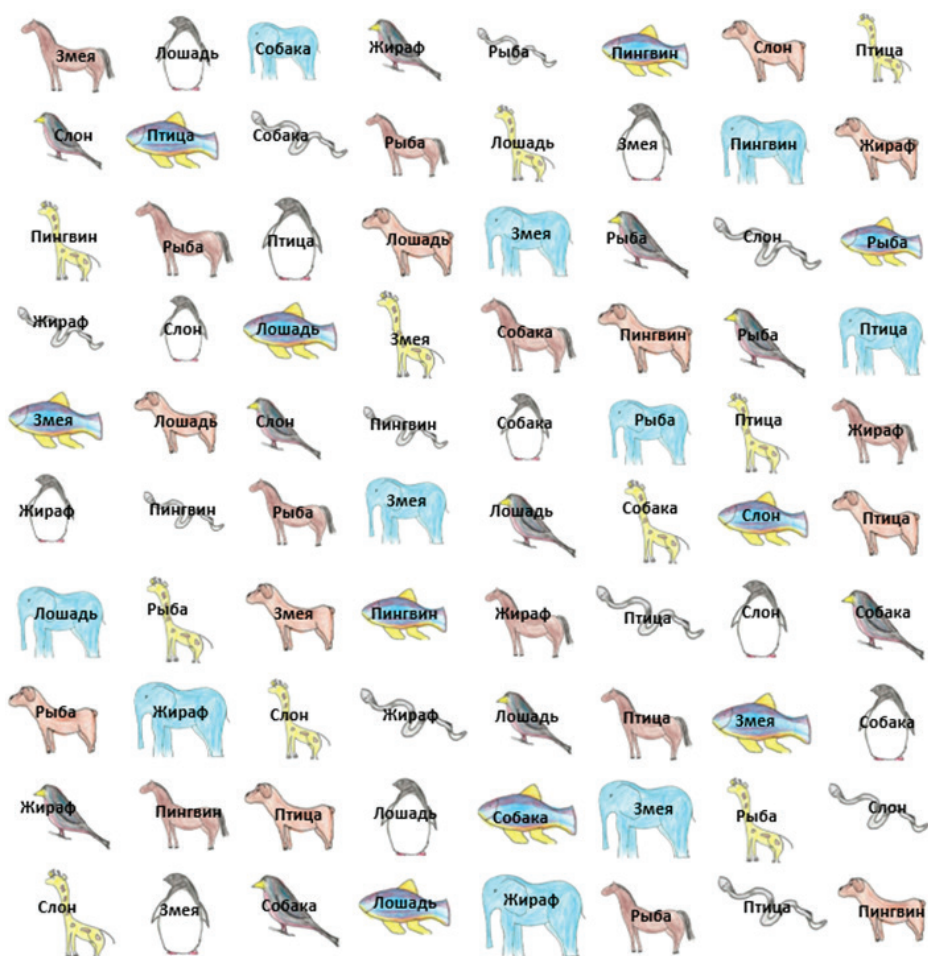 Змея Лошадь Собака Жираф Рыба Пингвин Слон Птица
Слон Птица Собака Рыба Лошадь Змея Пингвин Жираф
Пингвин Рыба Птица Лошадь Змея Рыба Слон Рыба
Жираф Слон Лошадь Змея Собака Пингвин Рыба Птица
Змея Лошадь Слон Пингвин Собака Рыба Птица Жираф
Жираф Пингвин Рыба Змея Лошадь Собака Слон Птица
Лошадь Рыба Змея Пингвин Жираф Птица Слон Собака
Рыба Жираф Слон Жираф Лошадь Птица Змея Собака
Жираф Пингвин Птица Лошадь Собака Змея Рыба Слон
Слон Змея Собака Лошадь Жираф Рыба Птица Пингвин